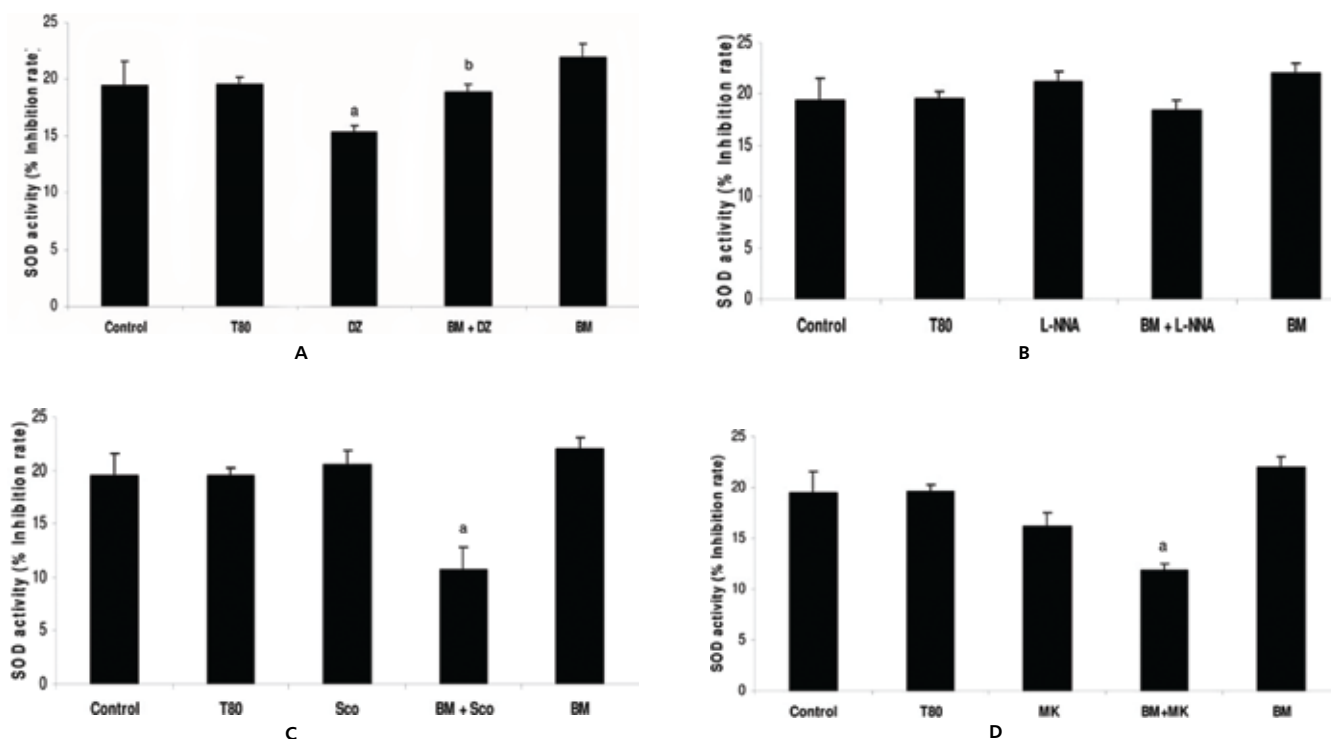 SOD activity (% Inhibition rate)
25
20
15
10
5
0
a
b
Control T80 DZ BM + DZ BM
A
SOD activity (% Inhibition rate)
25
20
15
10
5
0
Control T80 L-NNA BM + L-NNA BM
B
SOD activity (% Inhibition rate)
25
20
15
10
5
0
a
Control T80 Sco BM + Sco BM
C
SOD activity (% Inhibition rate)
25
20
15
10
5
0
a
Control T80 MK BM+MK BM
D